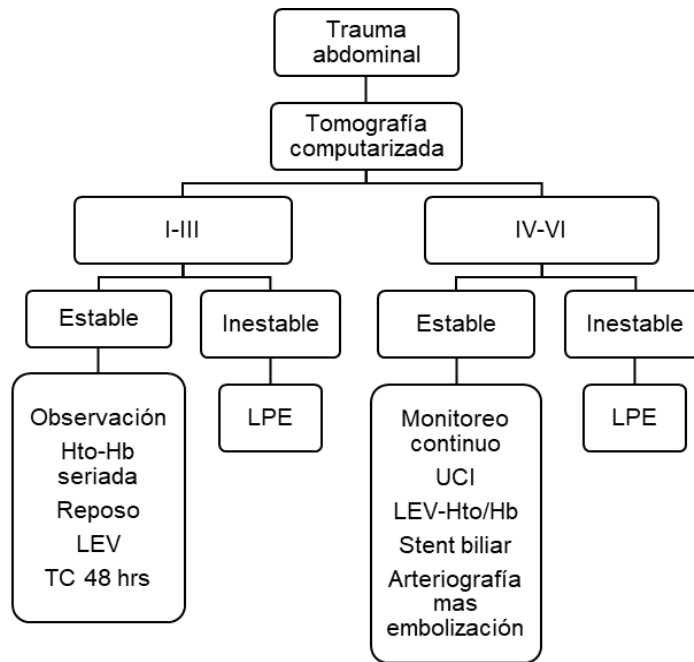 Trauma
abdominal
Tomografía
computarizada
I-III
IV-VI
Estable
Inestable
Estable
Inestable
Observación
Hto-Hb
seriada
Reposo
LEV
TC 48 hrs
LPE
Monitoreo
continuo
UCI
LEV-Hto/Hb
Stent biliar
Arteriografía
mas
embolización
LPE